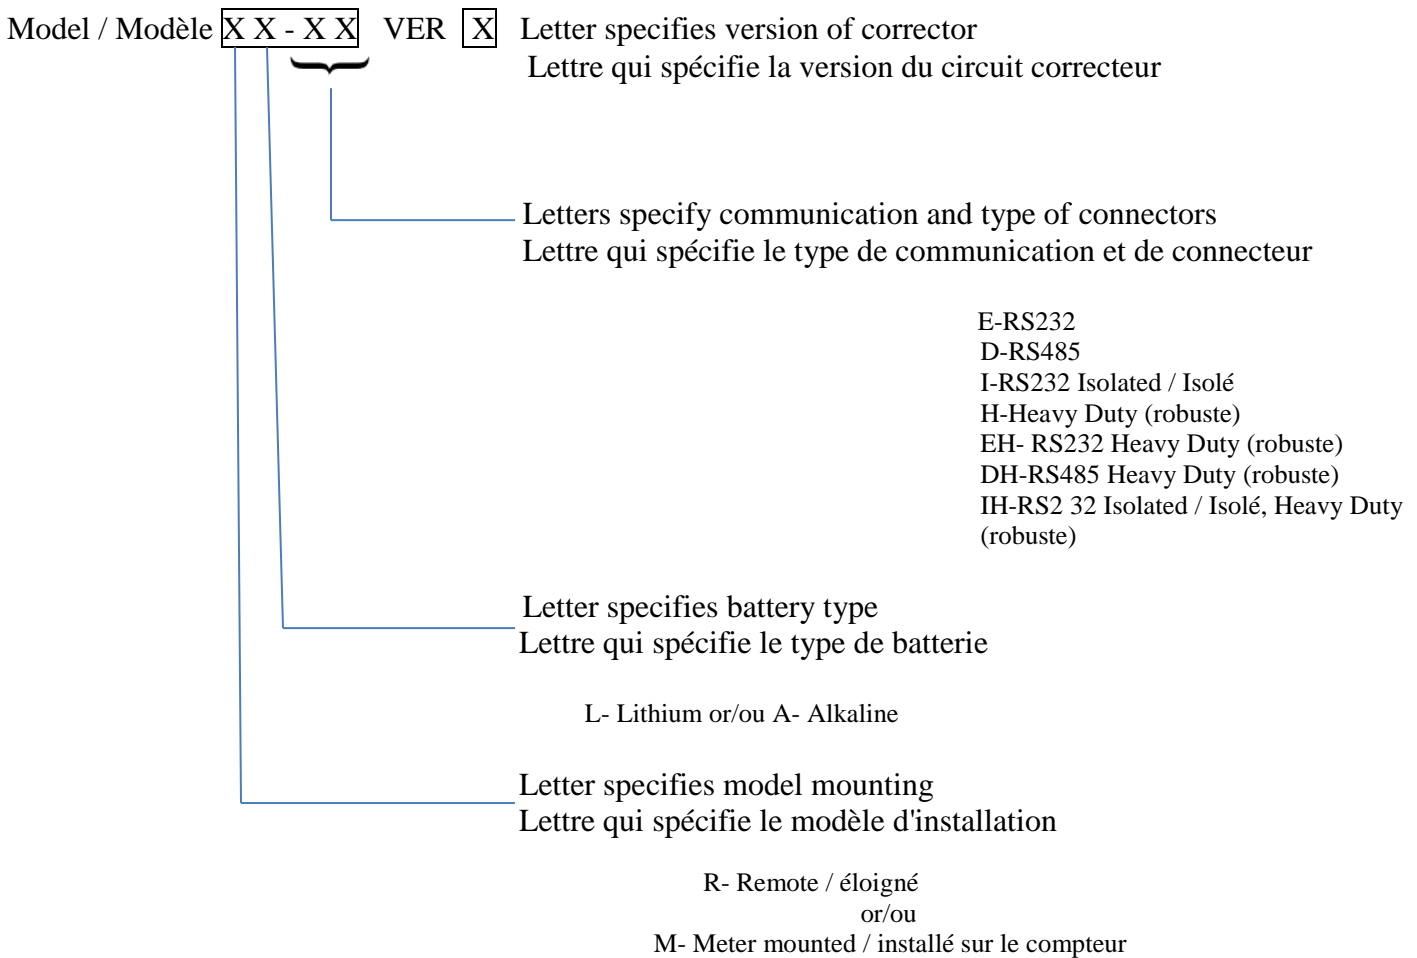 Model / Modèle X X - X X VER X Letter specifies version of corrector
Lettre qui spécifie la version du circuit correcteur
Letters specify communication and type of connectors
Lettre qui spécifie le type de communication et de connecteur
E-RS232
D-RS485
I-RS232 Isolated / Isolé
H-Heavy Duty (robuste)
EH- RS232 Heavy Duty (robuste)
DH-RS485 Heavy Duty (robuste)
IH-RS2 32 Isolated / Isolé, Heavy Duty
(robuste)
Letter specifies battery type
Lettre qui spécifie le type de batterie
L- Lithium or/ou A- Alkaline
Letter specifies model mounting
Lettre qui spécifie le modèle d'installation
R- Remote / éloigné
or/ou
M- Meter mounted / installé sur le compteur